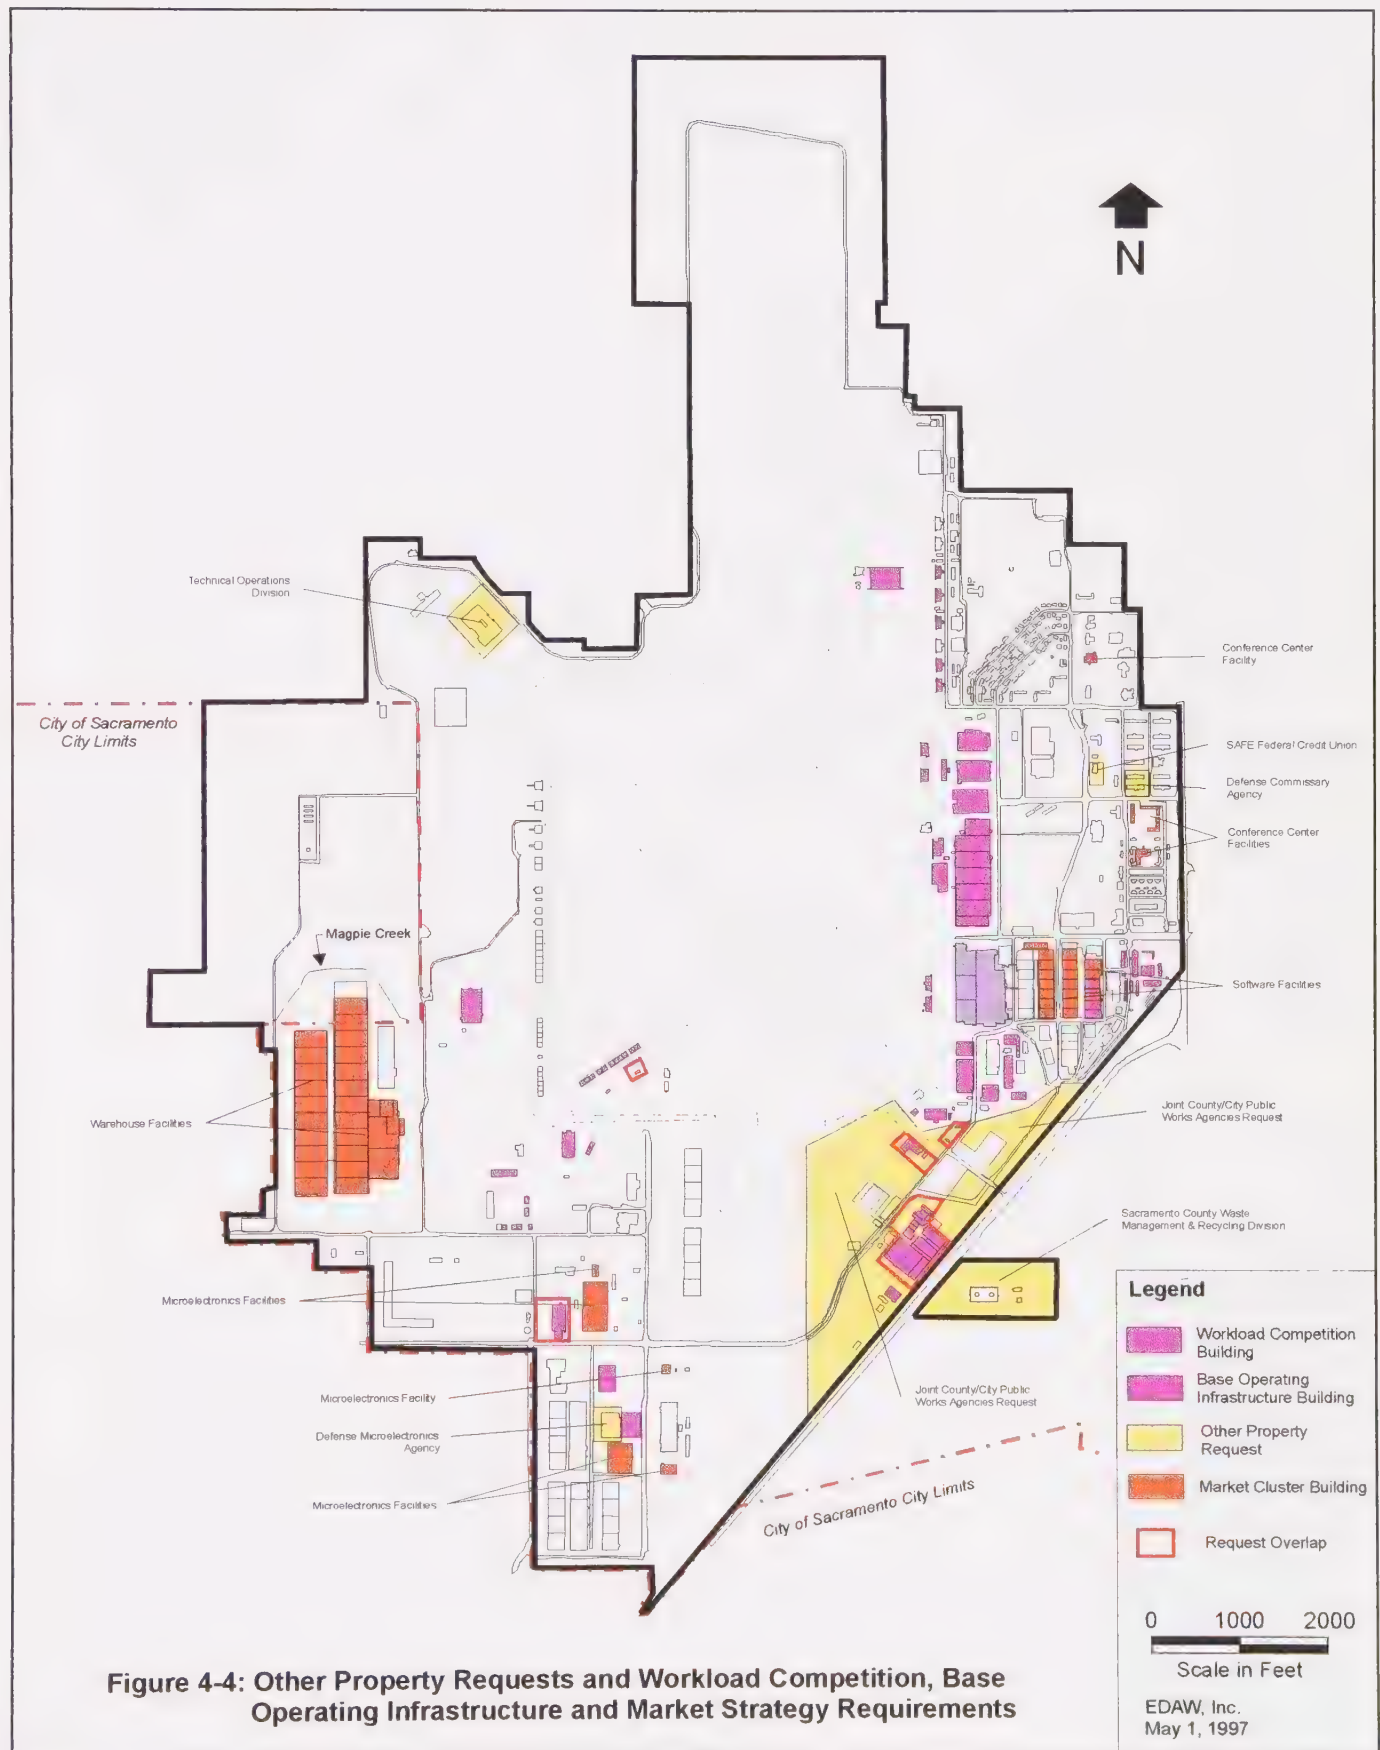 N
Technical Operations
Division
City of Sacramento
City Limits
Conference Center
Facility
SAFE Federal Credit Union
Defense Commissary
Agency
Conference Center
Facilities
Magpie Creek
Software Facilities
Warehouse Facilities
Joint County/City Public
Works Agencies Request
Sacramento County Waste
Management & Recycling Division
Microelectronics Facilities
Microelectronics Facility
Defense Microelectronics
Agency
Microelectronics Facilities
Joint County/City Public
Works Agencies Request
City of Sacramento City Limits
Legend
Workload Competition
Building
Base Operating
Infrastructure Building
Other Property
Request
Market Cluster Building
Request Overlap
0 1000 2000
Scale in Feet
EDAW, Inc.
May 1, 1997
Figure 4-4: Other Property Requests and Workload Competition, Base
Operating Infrastructure and Market Strategy Requirements